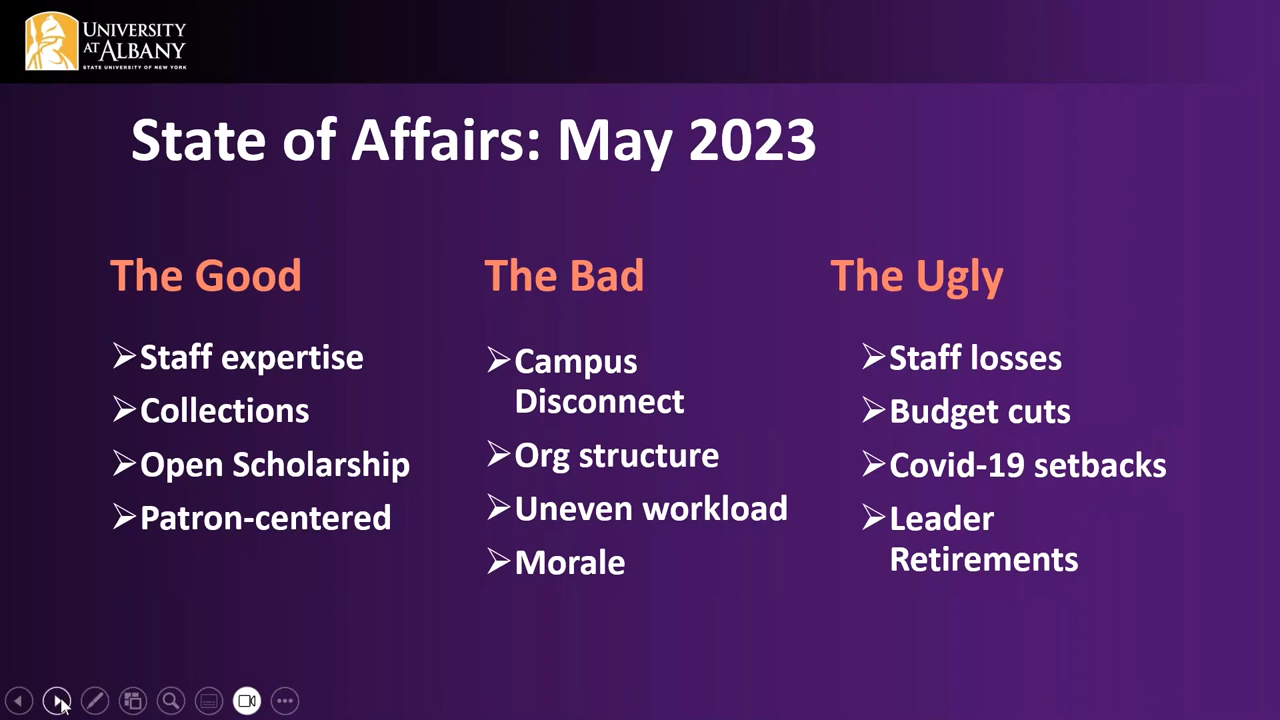 UNIVERSITY
AT ALBANY
STATE UNIVERSITY OF NEW YORK
State of Affairs: May 2023
The Good
Staff expertise
Collections
Open Scholarship
Patron-centered
The Bad
Campus
Disconnect
Org structure
Uneven workload
Morale
The Ugly
Staff losses
Budget cuts
Covid-19 setbacks
Leader
Retirements